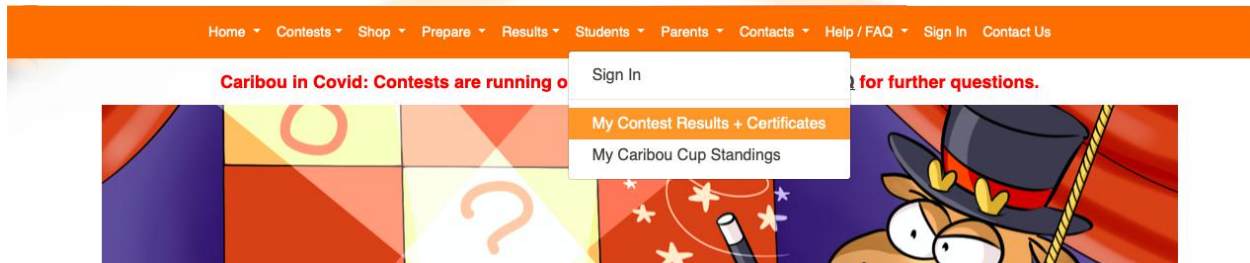 Home Contests Shop Prepare Results Students Parents Contacts Help / FAQ Sign In Contact Us
Sign In
Caribou in Covid: Contests are running for further questions.
My Contest Results + Certificates
My Caribou Cup Standings
?